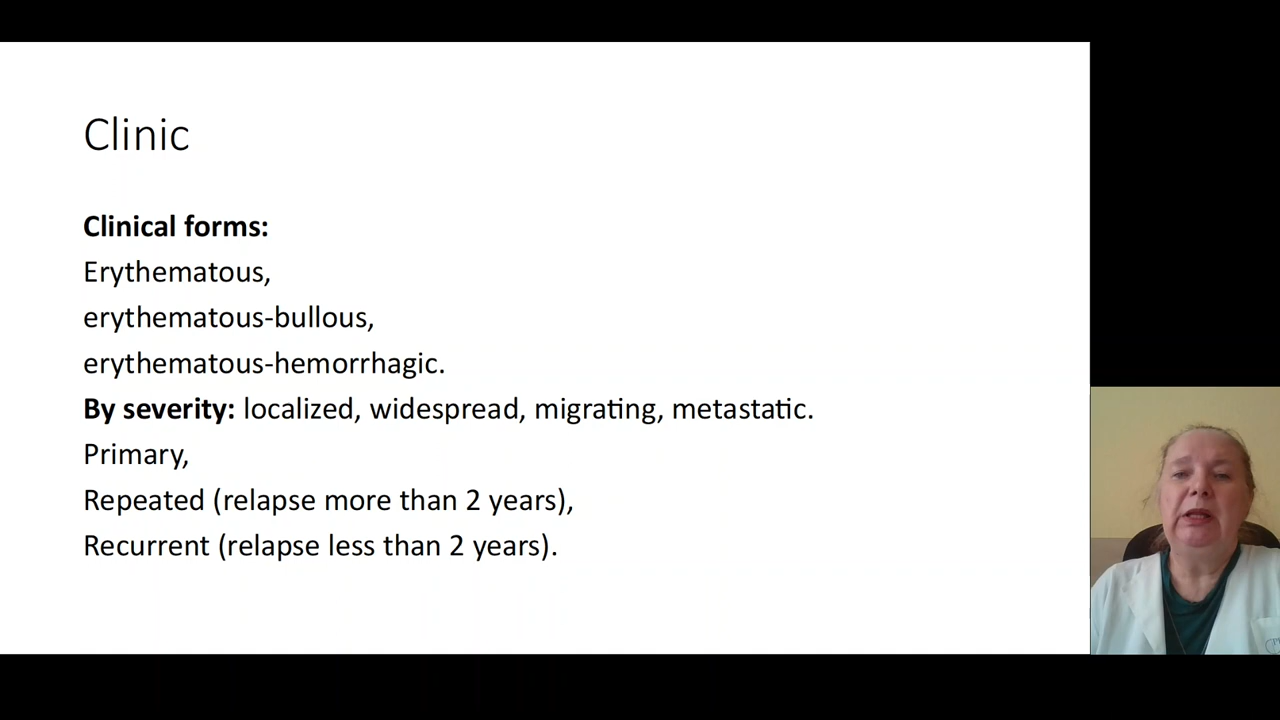 Clinic
Clinical forms:
Erythematous,
erythematous-bullous,
erythematous-hemorrhagic.
By severity: localized, widespread, migrating, metastatic.
Primary,
Repeated (relapse more than 2 years),
Recurrent (relapse less than 2 years).